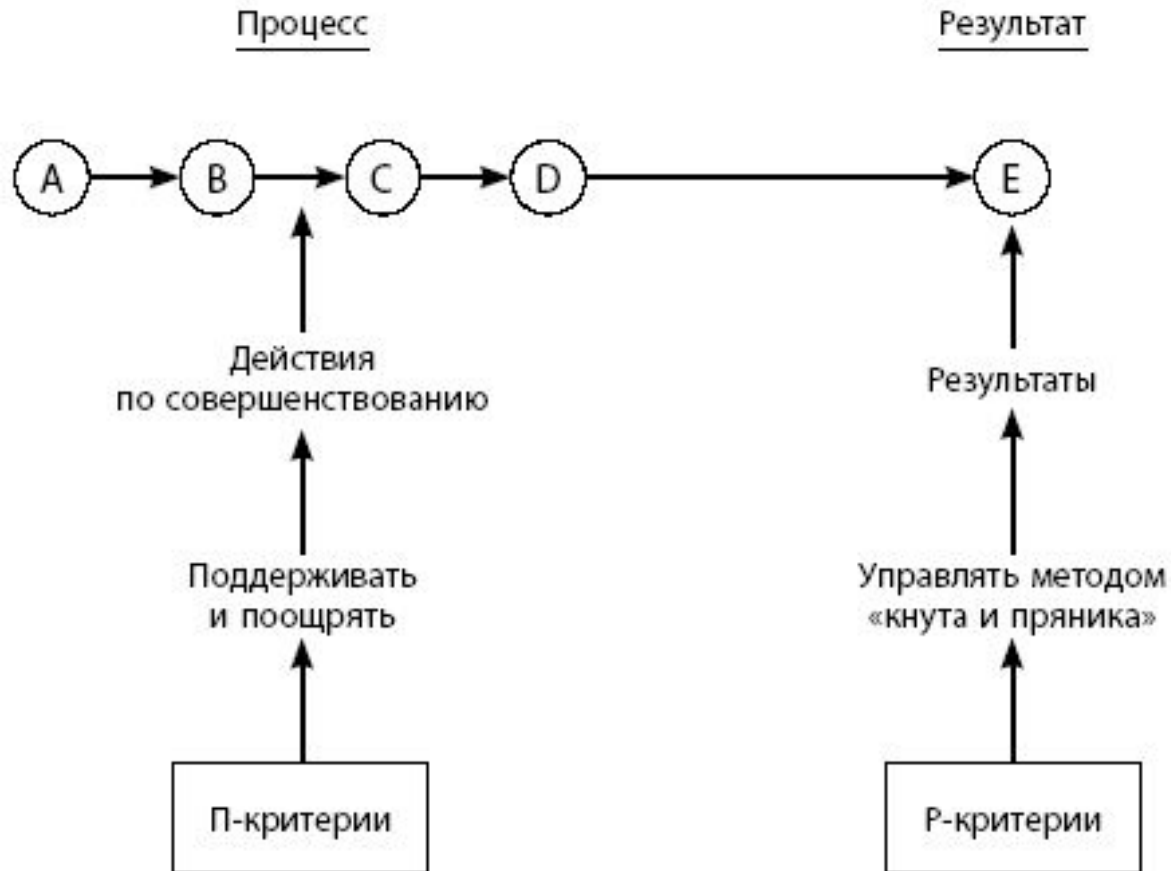 Процесс
Результат
A
B
C
D
E
Действия
по совершенствованию
Результаты
Поддерживать
и поощрять
Управлять методом
«кнута и пряника»
П-критерии
Р-критерии